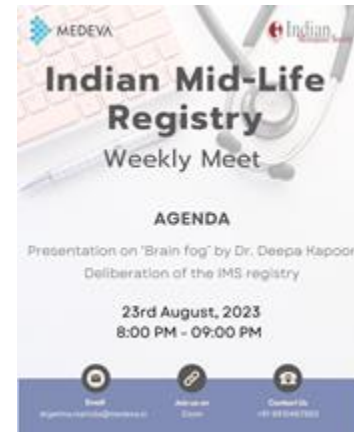 MEDEVA
Indian
Indian Mid-Life
Registry
Weekly Meet
AGENDA
Presentation on "Brain fog" by Dr. Deepa Kapoor
Deliberation of the IMS registry
23rd August, 2023
8:00 PM - 09:00 PM
Email
Join us on
Contact Us
Zoom